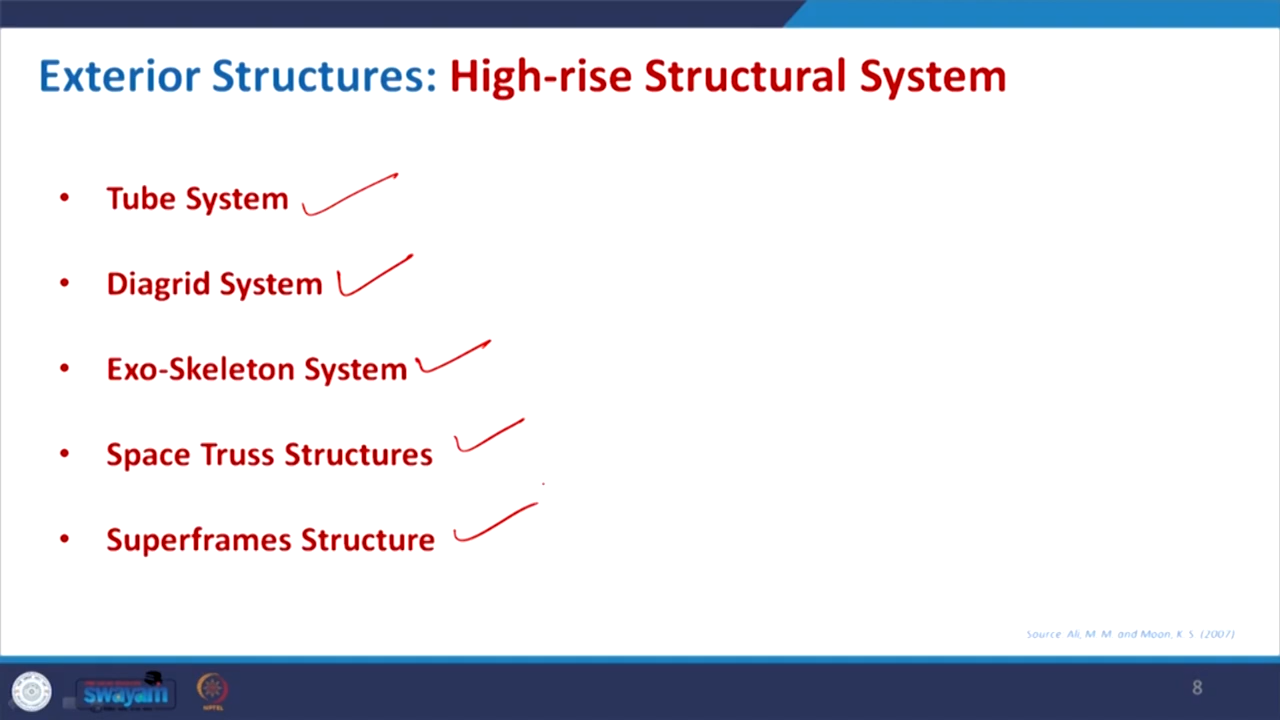 Exterior Structures: High-rise Structural System
• Tube System
• Diagrid System
• Exo-Skeleton System
• Space Truss Structures
• Superframes Structure
Source Ali, M. M. and Moon, K. S. (2007)
swayam
8